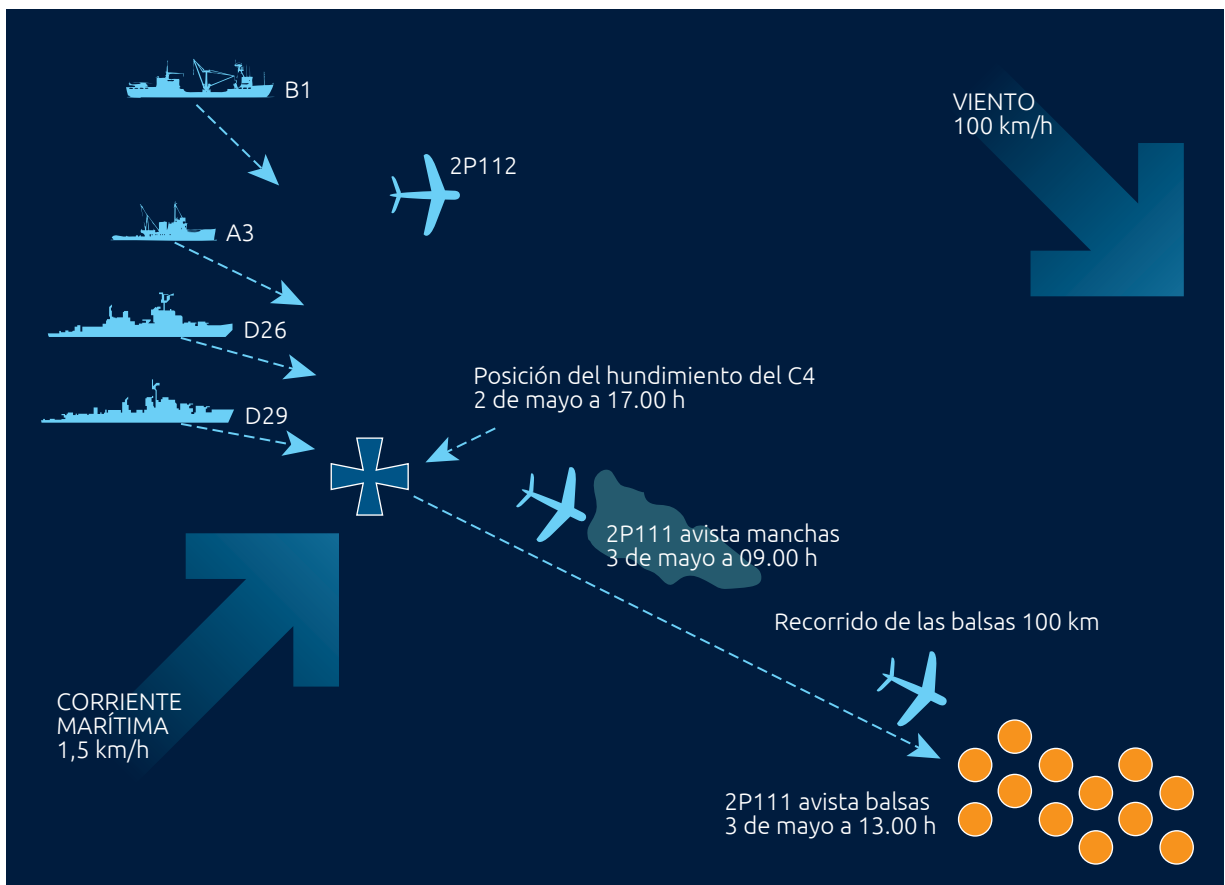 B1
VIENTO
100 km/h
2P112
A3
D26
Posición del hundimiento del C4
2 de mayo a 17.00 h
D29
2P111 avista manchas
3 de mayo a 09.00 h
Recorrido de las balsas 100 km
CORRIENTE
MARÍTIMA
1,5 km/h
2P111 avista balsas
3 de mayo a 13.00 h